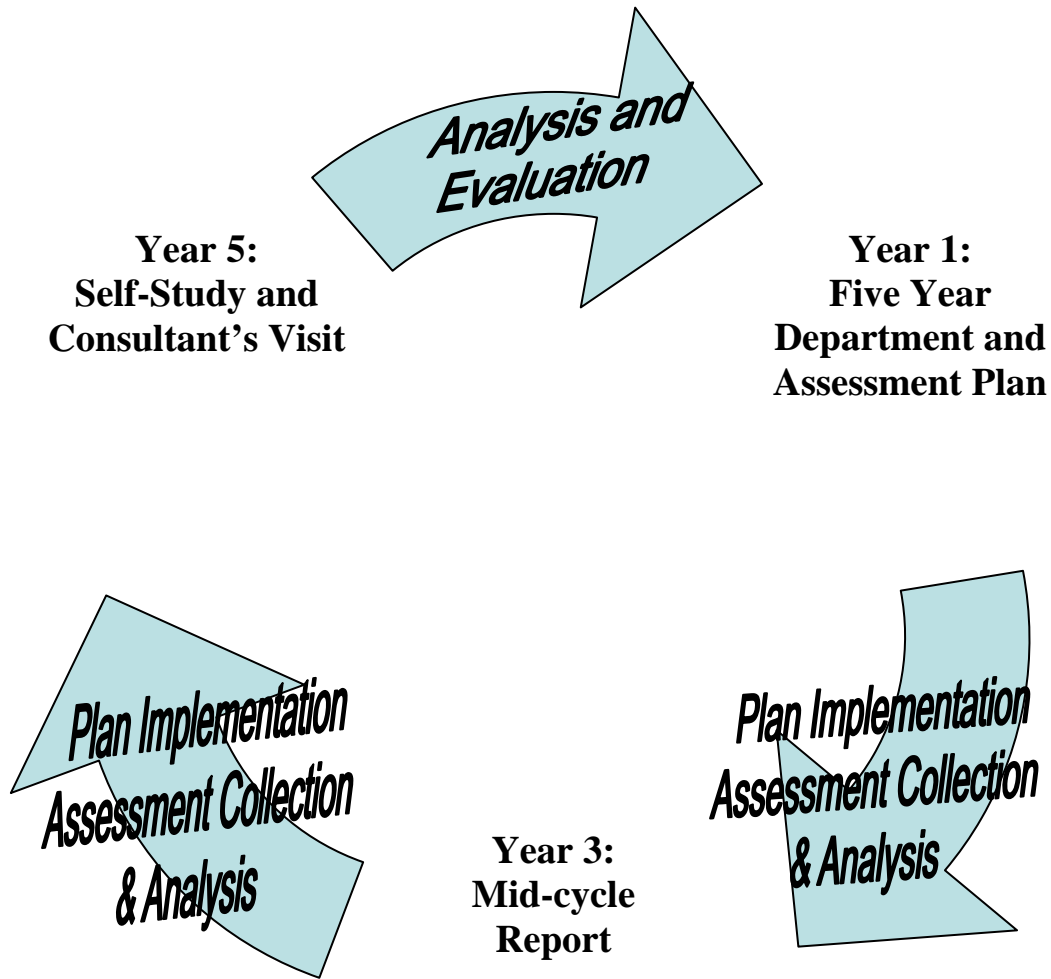 Analysis and
Evaluation
Year 5:
Self-Study and
Consultant’s Visit
Year 1:
Five Year
Department and
Assessment Plan
Plan Implementation
Assessment Collection
& Analysis
Plan Implementation
Assessment Collection
& Analysis
Year 3:
Mid-cycle
Report